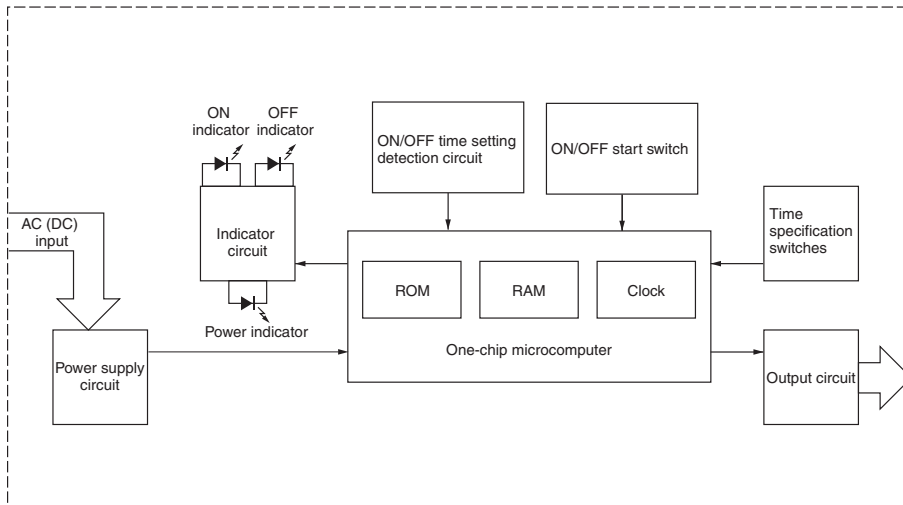 ON
indicator
OFF
indicator
ON/OFF time setting
detection circuit
ON/OFF start switch
AC (DC)
input
Indicator
circuit
Time
specification
switches
ROM
RAM
Clock
Power indicator
One-chip microcomputer
Power supply
circuit
Output circuit